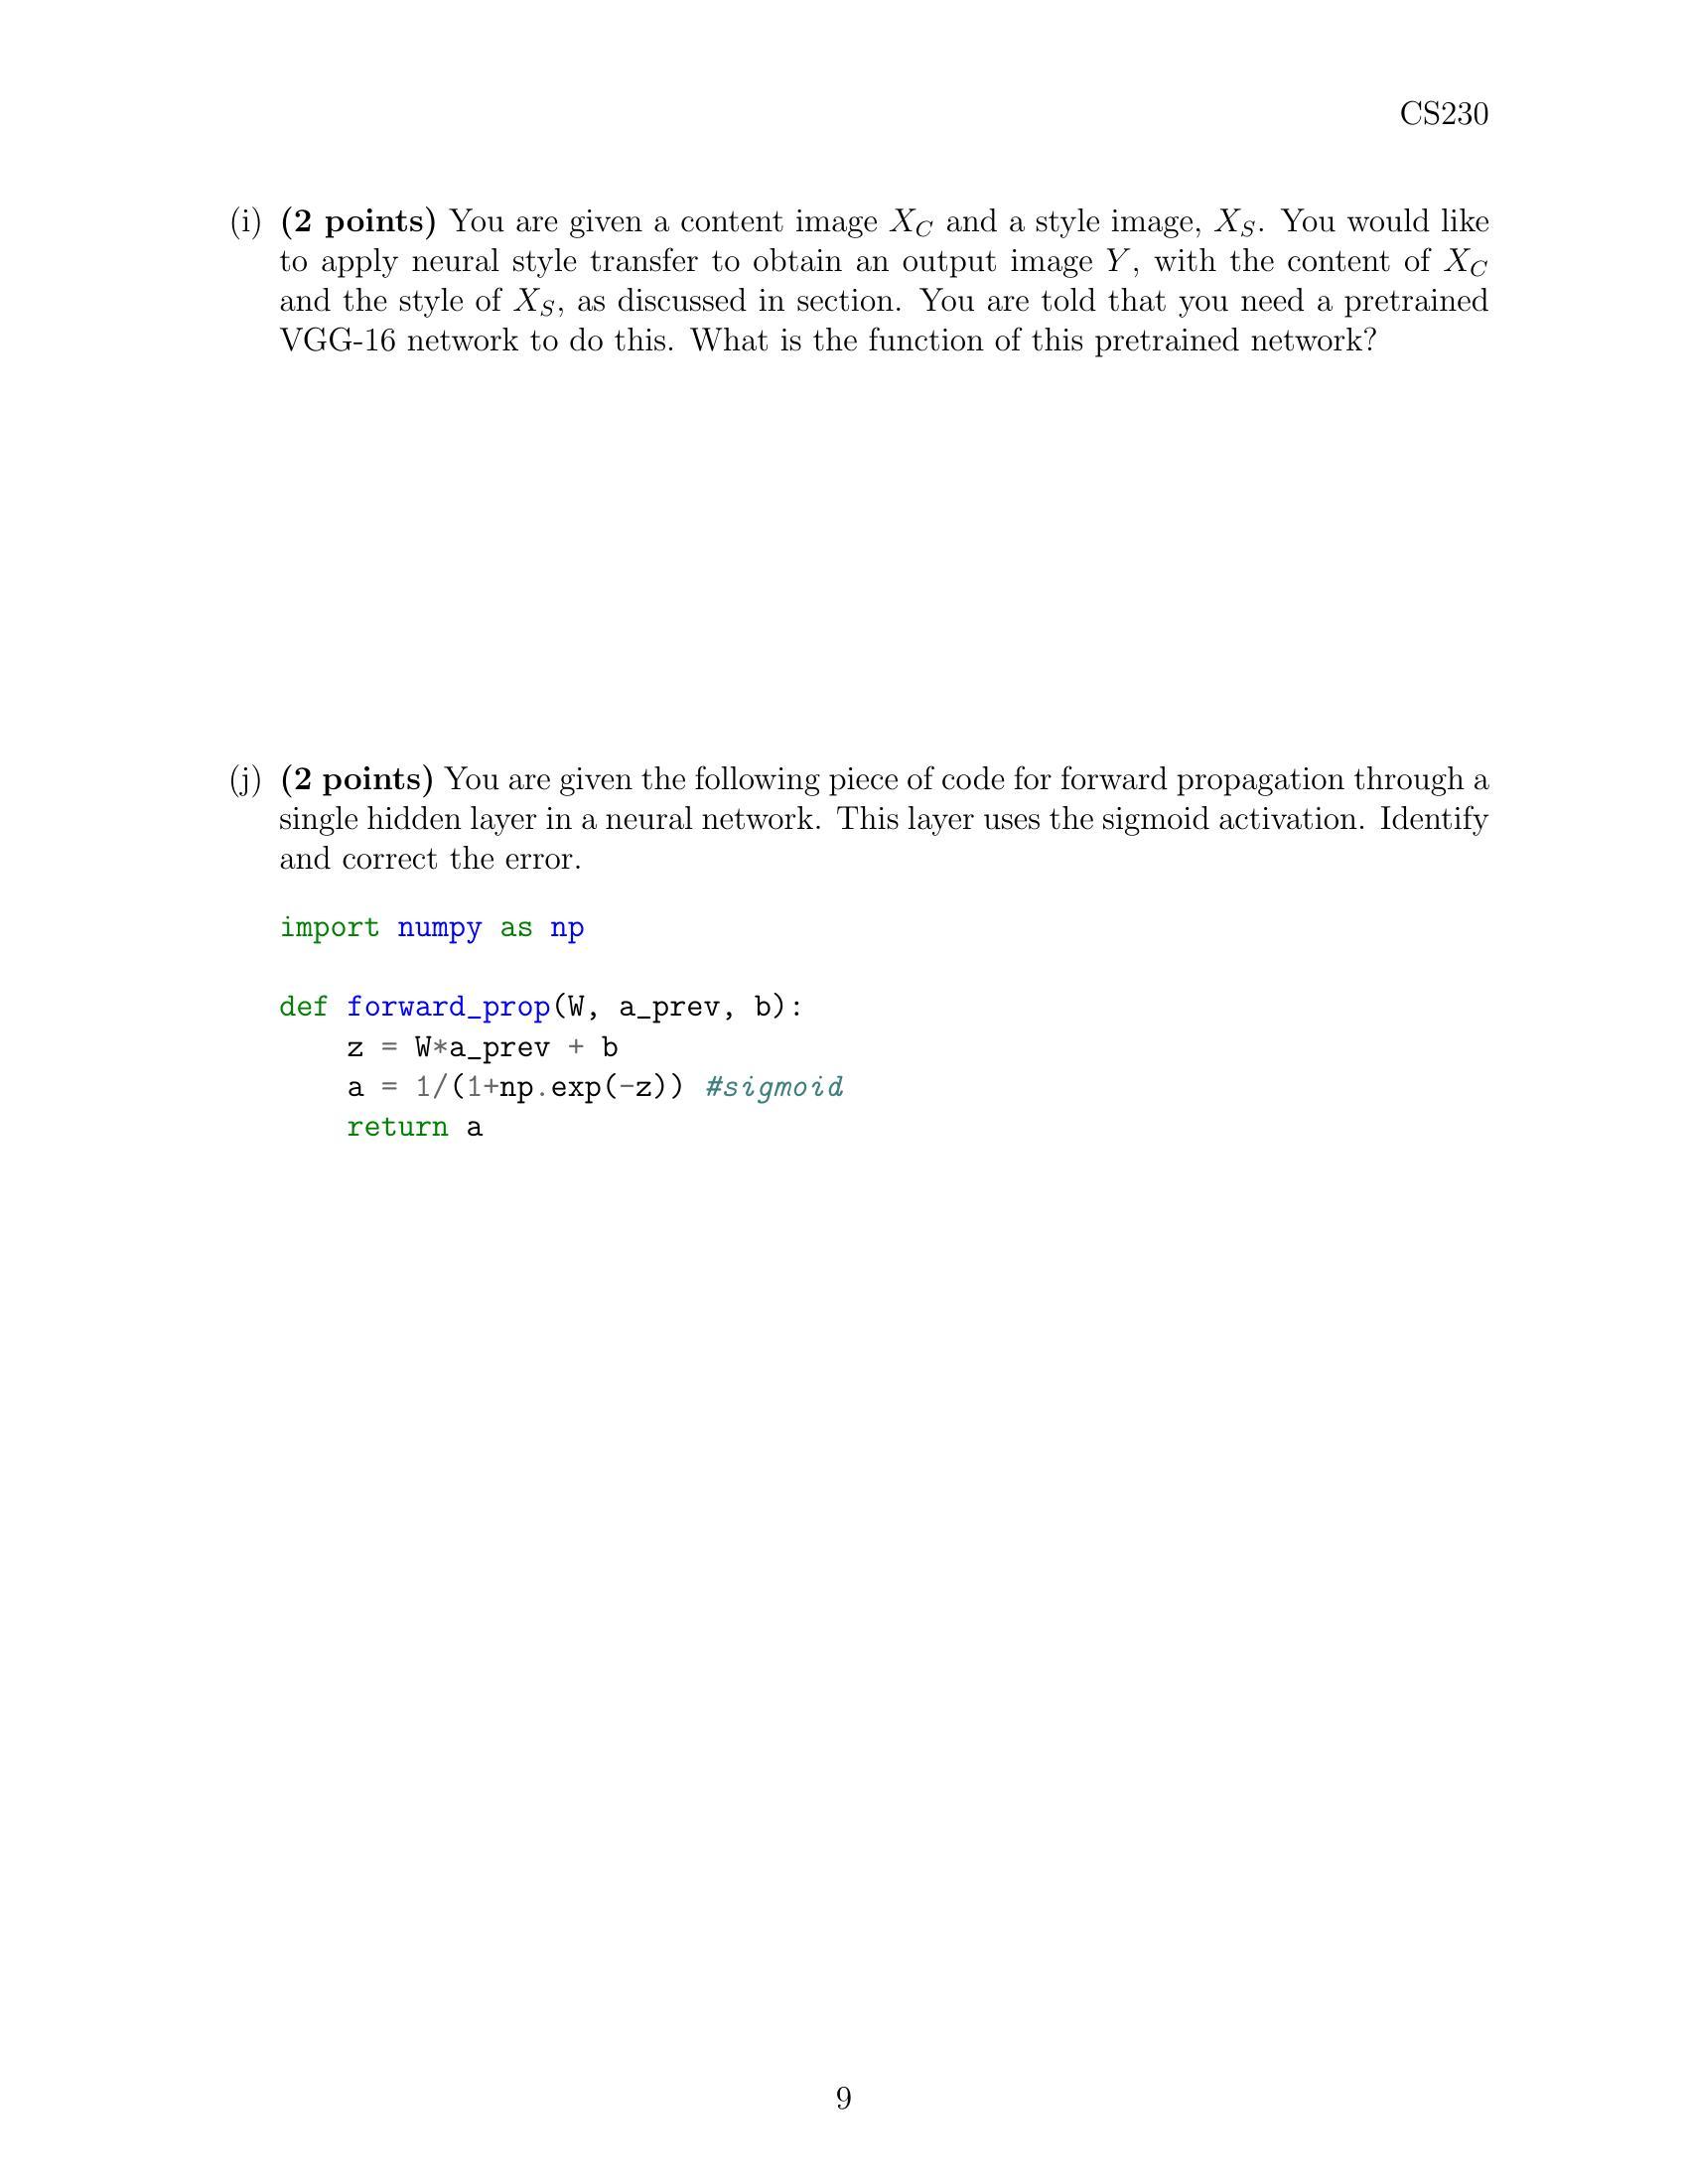 CS230
(i) (2 points) You are given a content image X_C and a style image, X_S. You would like
to apply neural style transfer to obtain an output image Y, with the content of X_C
and the style of X_S, as discussed in section. You are told that you need a pretrained
VGG-16 network to do this. What is the function of this pretrained network?
(j) (2 points) You are given the following piece of code for forward propagation through a
single hidden layer in a neural network. This layer uses the sigmoid activation. Identify
and correct the error.
import numpy as np
def forward_prop(W, a_prev, b):
    z = W*a_prev + b
    a = 1/(1+np.exp(-z)) #sigmoid
    return a
9